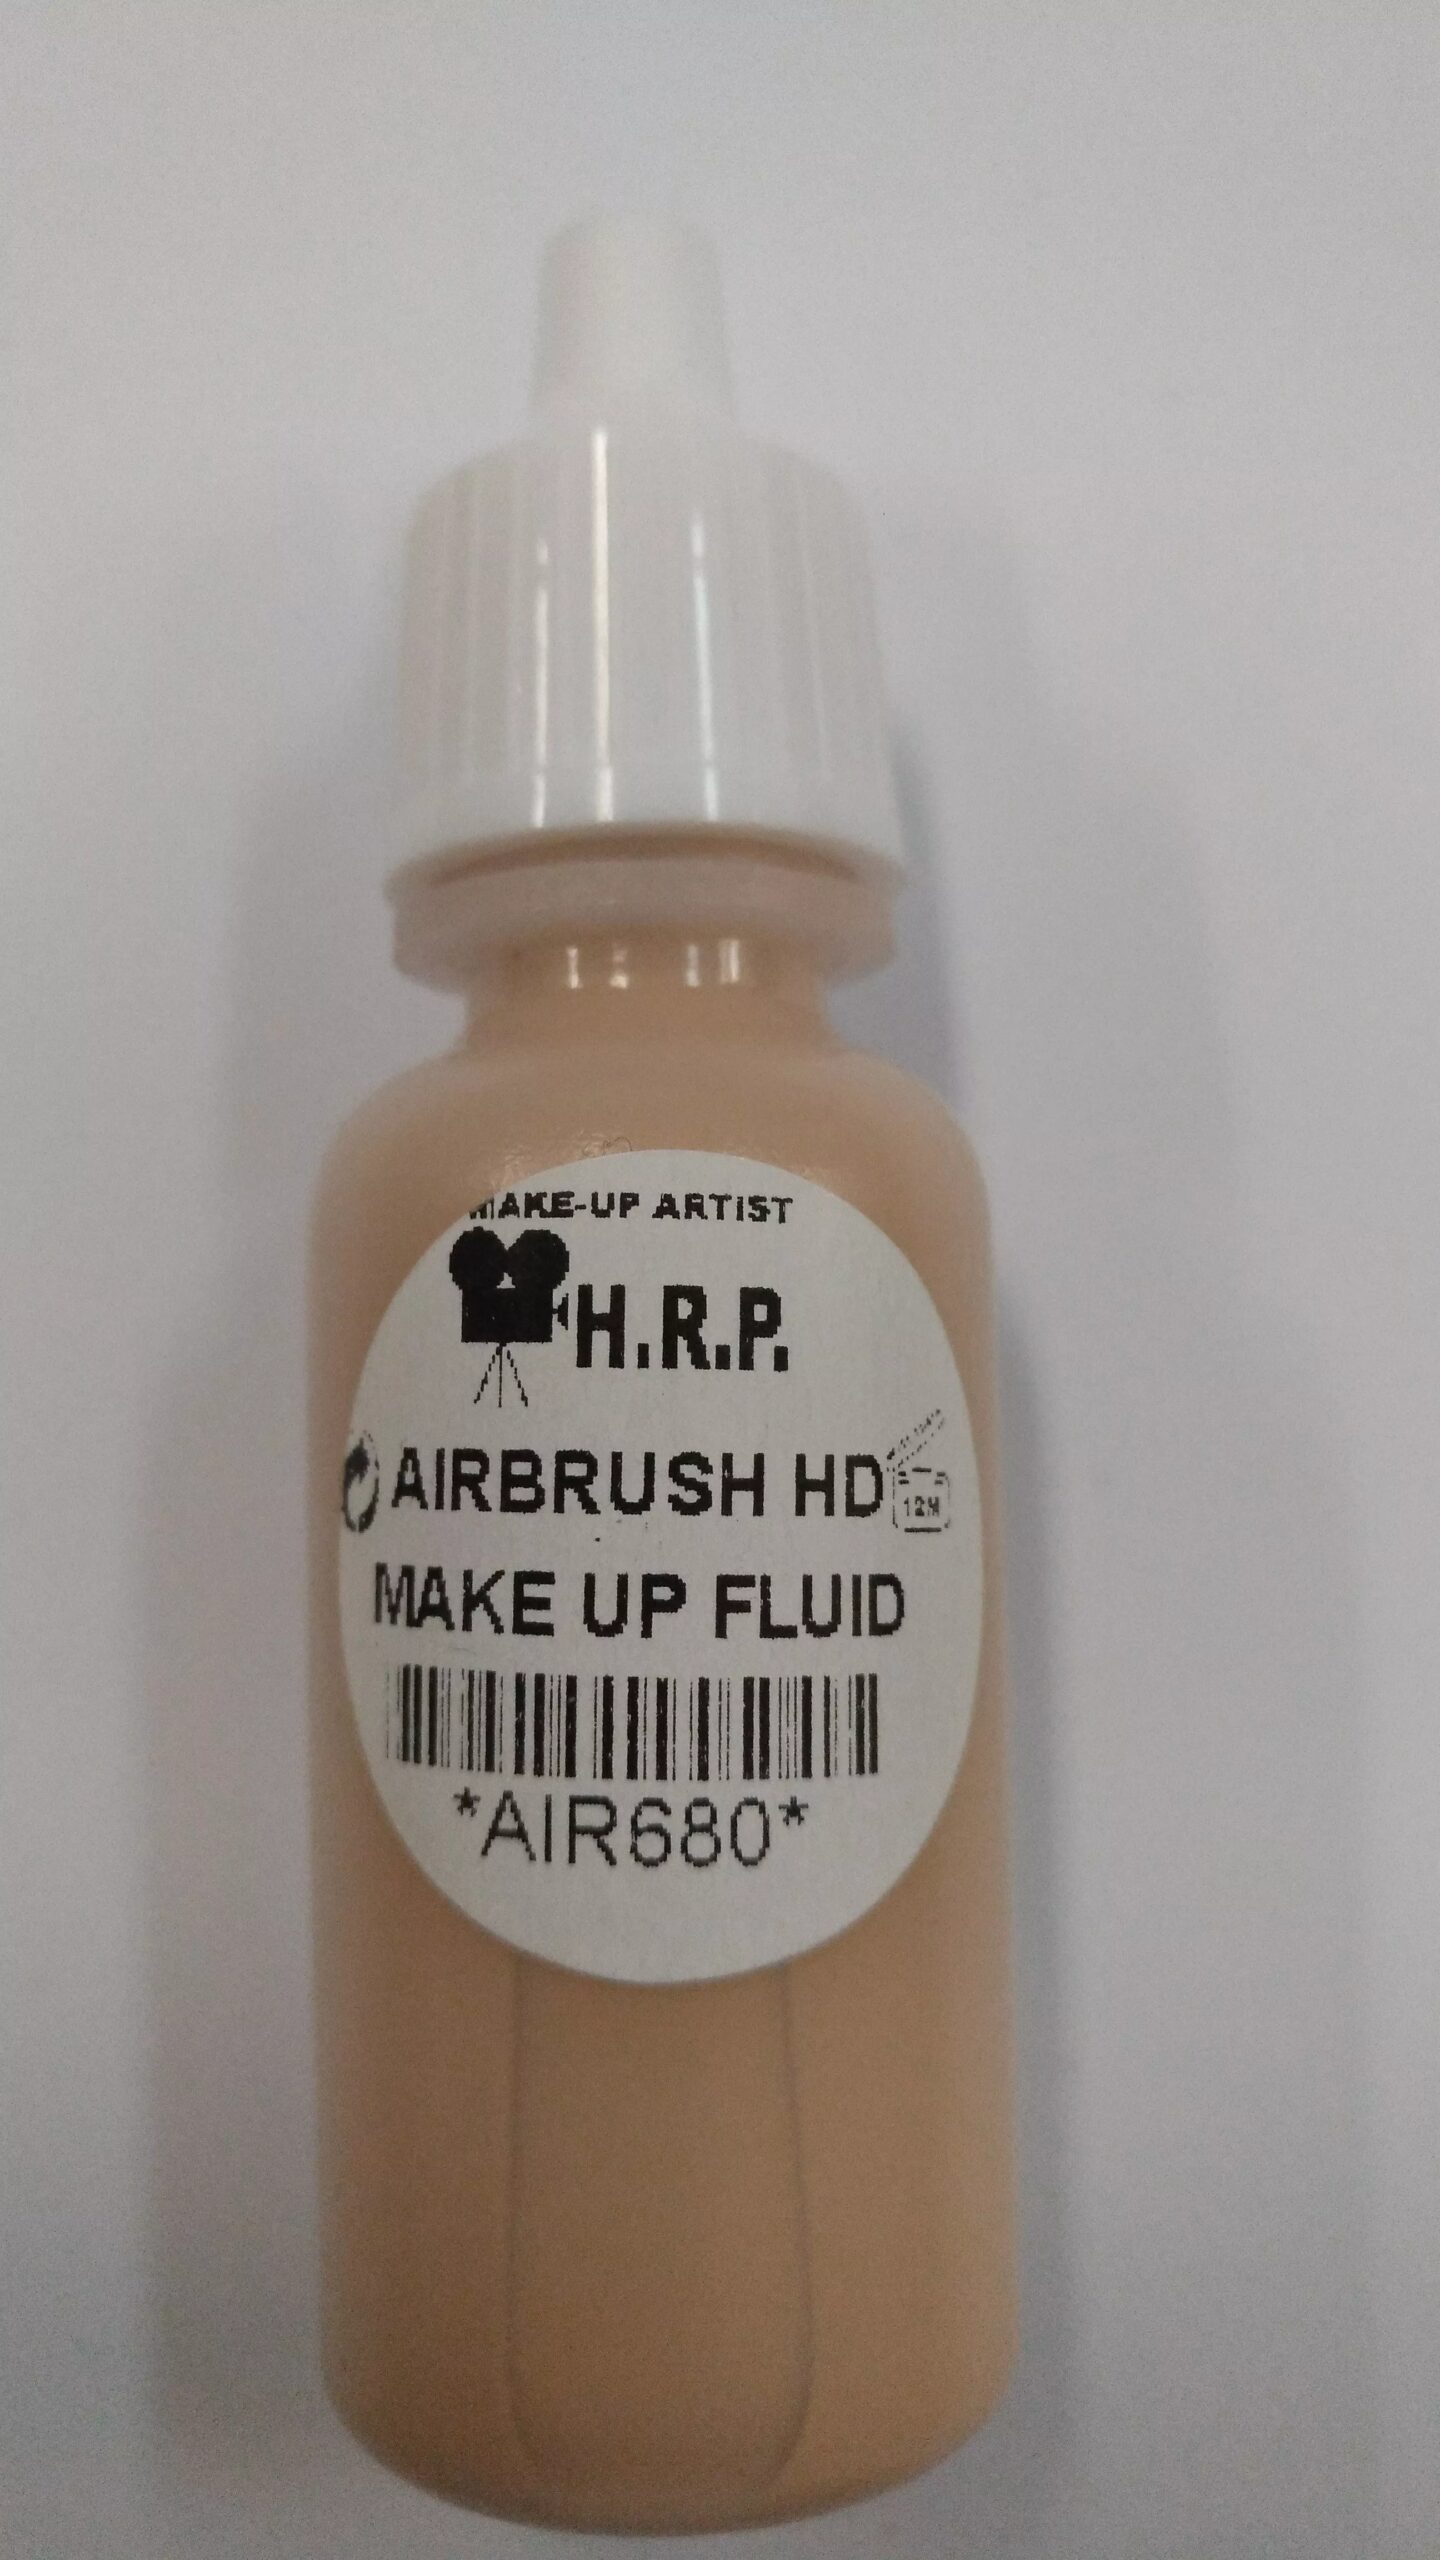 MAKE-UP ARTIST
H.R.P.
AIRBRUSH HD
12M
MAKE UP FLUID
*AIR680*